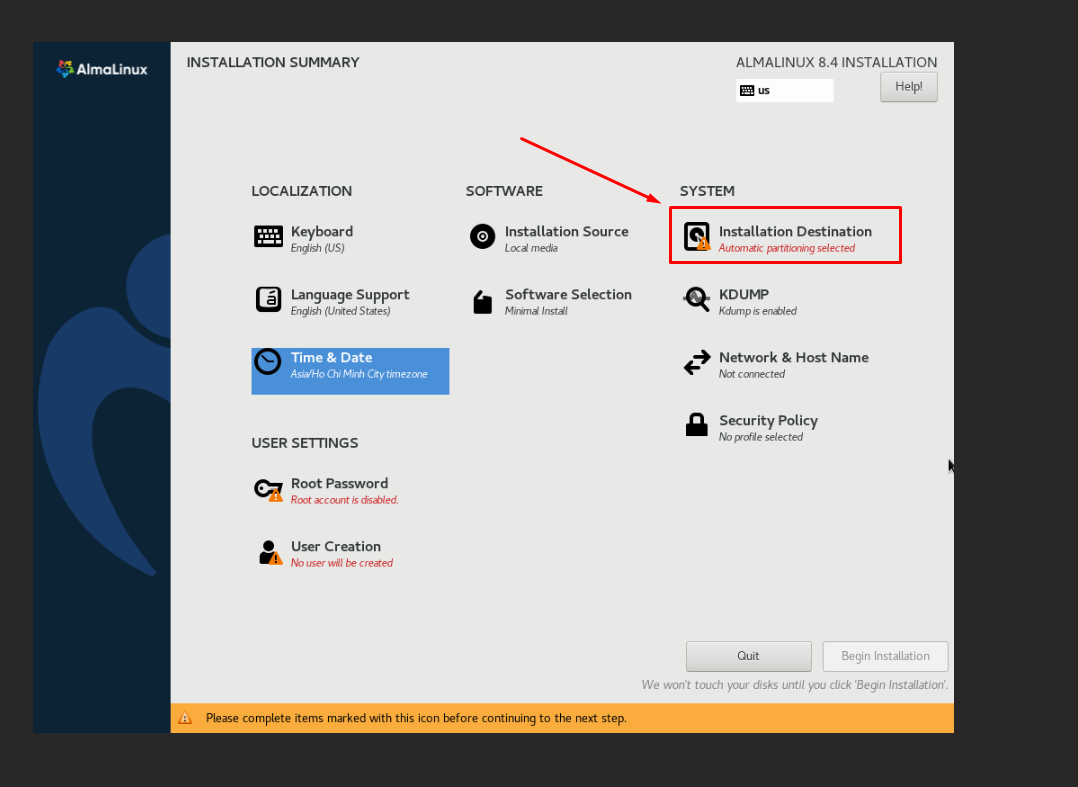 AlmaLinux
INSTALLATION SUMMARY
ALMALINUX 8.4 INSTALLATION
us
Help!
LOCALIZATION
Keyboard
English (US)
Language Support
English (United States)
Time & Date
Asia/Ho Chi Minh City timezone
SOFTWARE
Installation Source
Local media
Software Selection
Minimal Install
SYSTEM
Installation Destination
Automatic partitioning selected
KDUMP
Kdump is enabled
Network & Host Name
Not connected
Security Policy
No profile selected
USER SETTINGS
Root Password
Root account is disabled.
User Creation
No user will be created
Quit
Begin Installation
We won't touch your disks until you click 'Begin Installation'.
Please complete items marked with this icon before continuing to the next step.